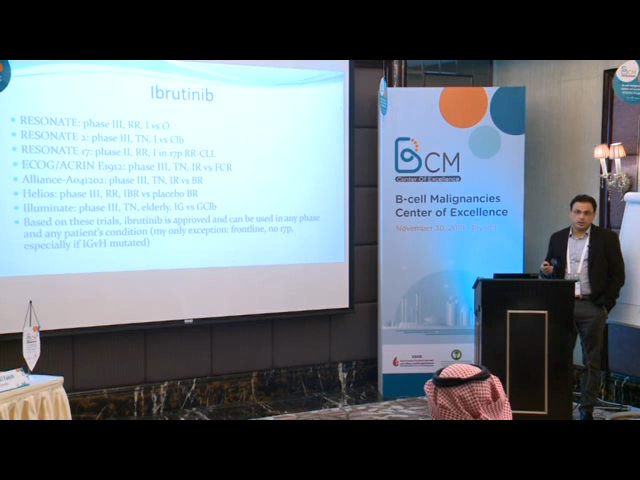 Ibrutinib
RESONATE: phase III, RR, I vs O
RESONATE 2: phase III, TN, I vs Clb
RESONATE 17: phase II, RR, I in 17p RR-CLL
ECOG/ACRIN E1912: phase III, TN, IR vs FCR
Alliance-A041202: phase III, TN, IR vs BR
Helios: phase III, RR, IBR vs placebo BR
Illuminate: phase III, TN, elderly, IG vs GClb
Based on these trials, ibrutinib is approved and can be used in any phase
and any patient's condition (my only exception: frontline, no 17p,
especially if IGvH mutated)
BCM
Center Of Excellence
B-cell Malignancies
Center of Excellence
November 30,
BCM